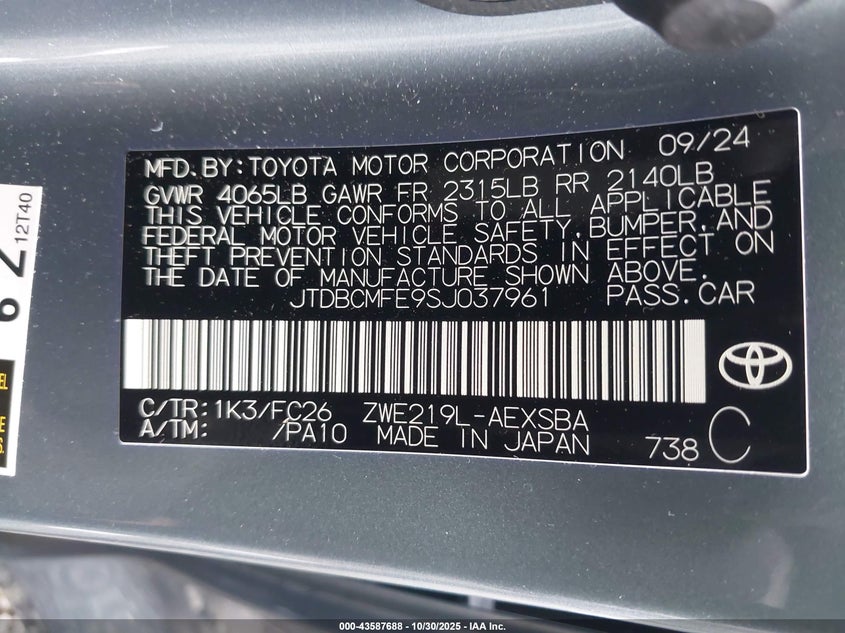 MFD.BY:TOYOTA MOTOR CORPORATION 09/24
GVWR 4065LB GAWR FR 2315LB RR 2140LB
THIS VEHICLE CONFORMS TO ALL APPLICABLE
FEDERAL MOTOR VEHICLE SAFETY,BUMPER,AND
THEFT PREVENTION STANDARDS IN EFFECT ON
THE DATE OF MANUFACTURE SHOWN ABOVE.
JTDBCMFE9SJ037961 PASS.CAR
C/TR:1K3/FC26 ZWE219L-AEXSBA
A/TM: /PA10 MADE IN JAPAN 738 C
12T40
000-43587688 - 10/30/2025 - IAA Inc.